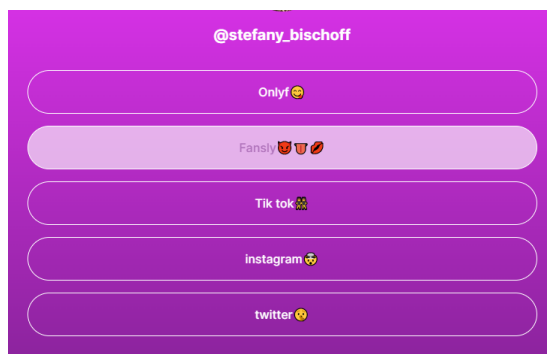 @stefany_bischoff
Onlyf😋
Fansly😈👅💋
Tik tok👯
instagram🤯
twitter😗